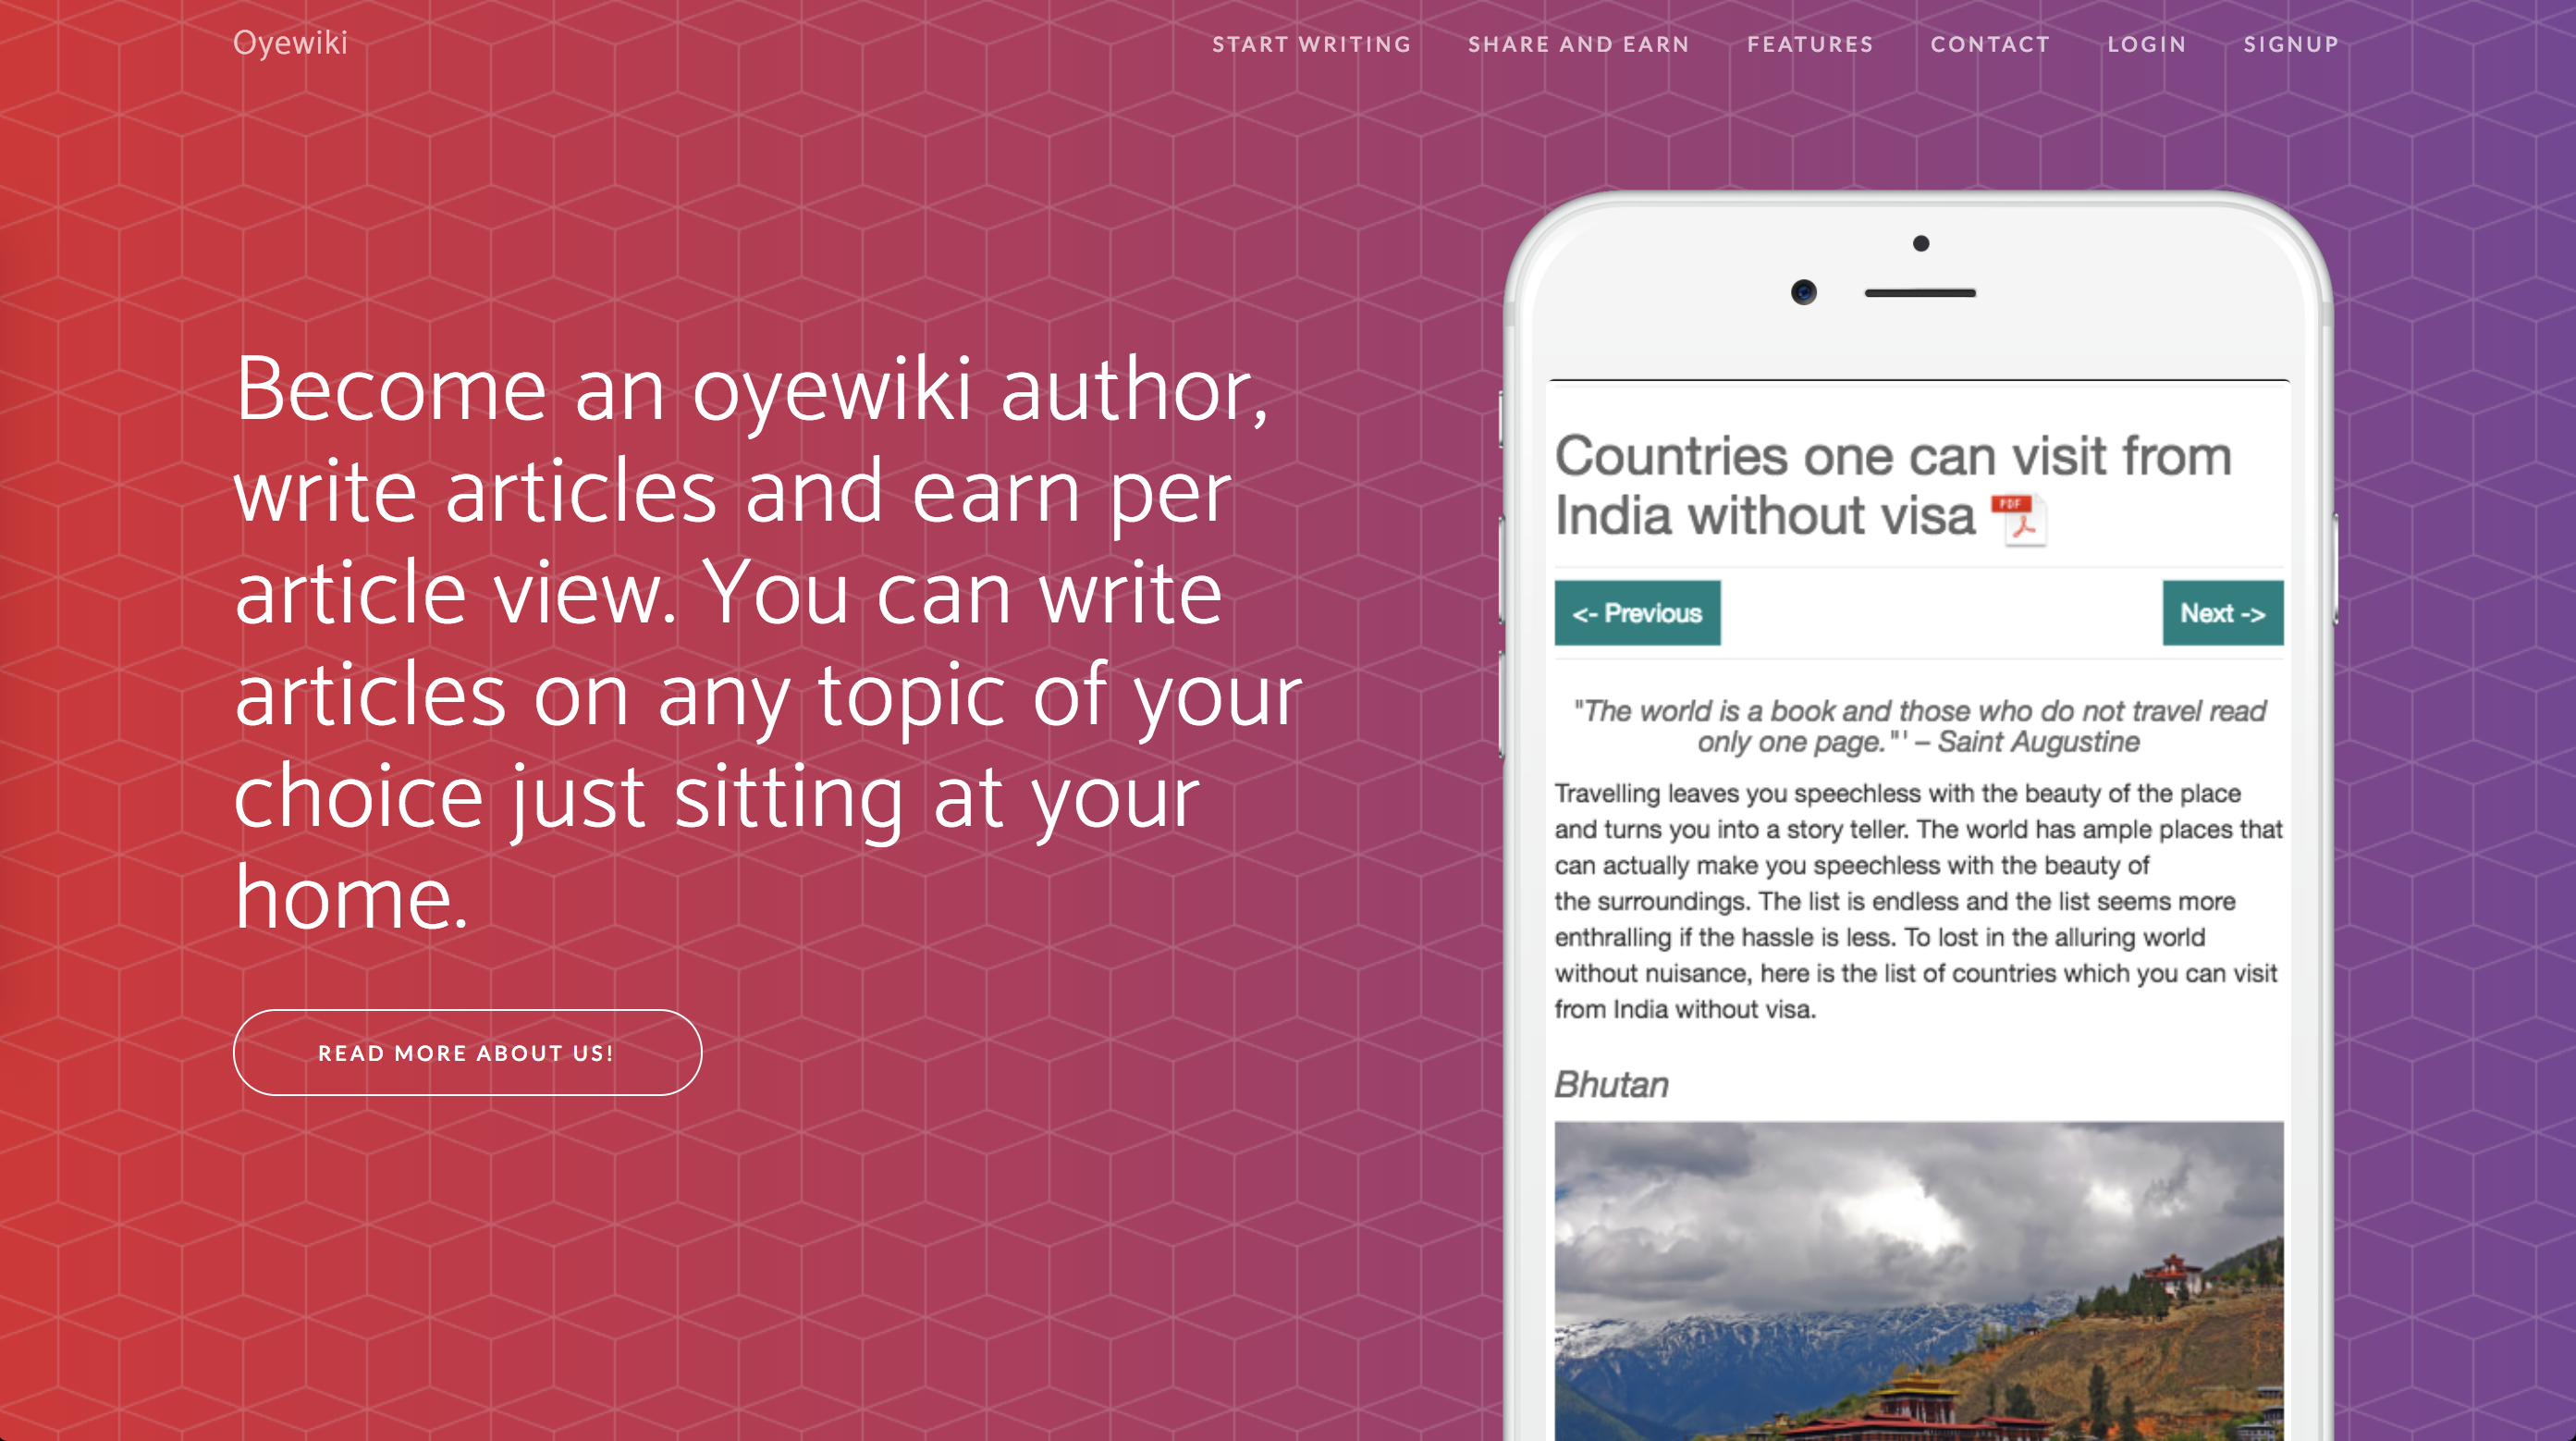 Oyewiki
START WRITING
SHARE AND EARN
FEATURES
CONTACT
LOGIN
SIGNUP
Become an oyewiki author,
write articles and earn per
article view. You can write
articles on any topic of your
choice just sitting at your
home.
READ MORE ABOUT US!
Countries one can visit from
India without visa
PDF
<- Previous
Next ->
"The world is a book and those who do not travel read
only one page."' – Saint Augustine
Travelling leaves you speechless with the beauty of the place
and turns you into a story teller. The world has ample places that
can actually make you speechless with the beauty of
the surroundings. The list is endless and the list seems more
enthralling if the hassle is less. To lost in the alluring world
without nuisance, here is the list of countries which you can visit
from India without visa.
Bhutan